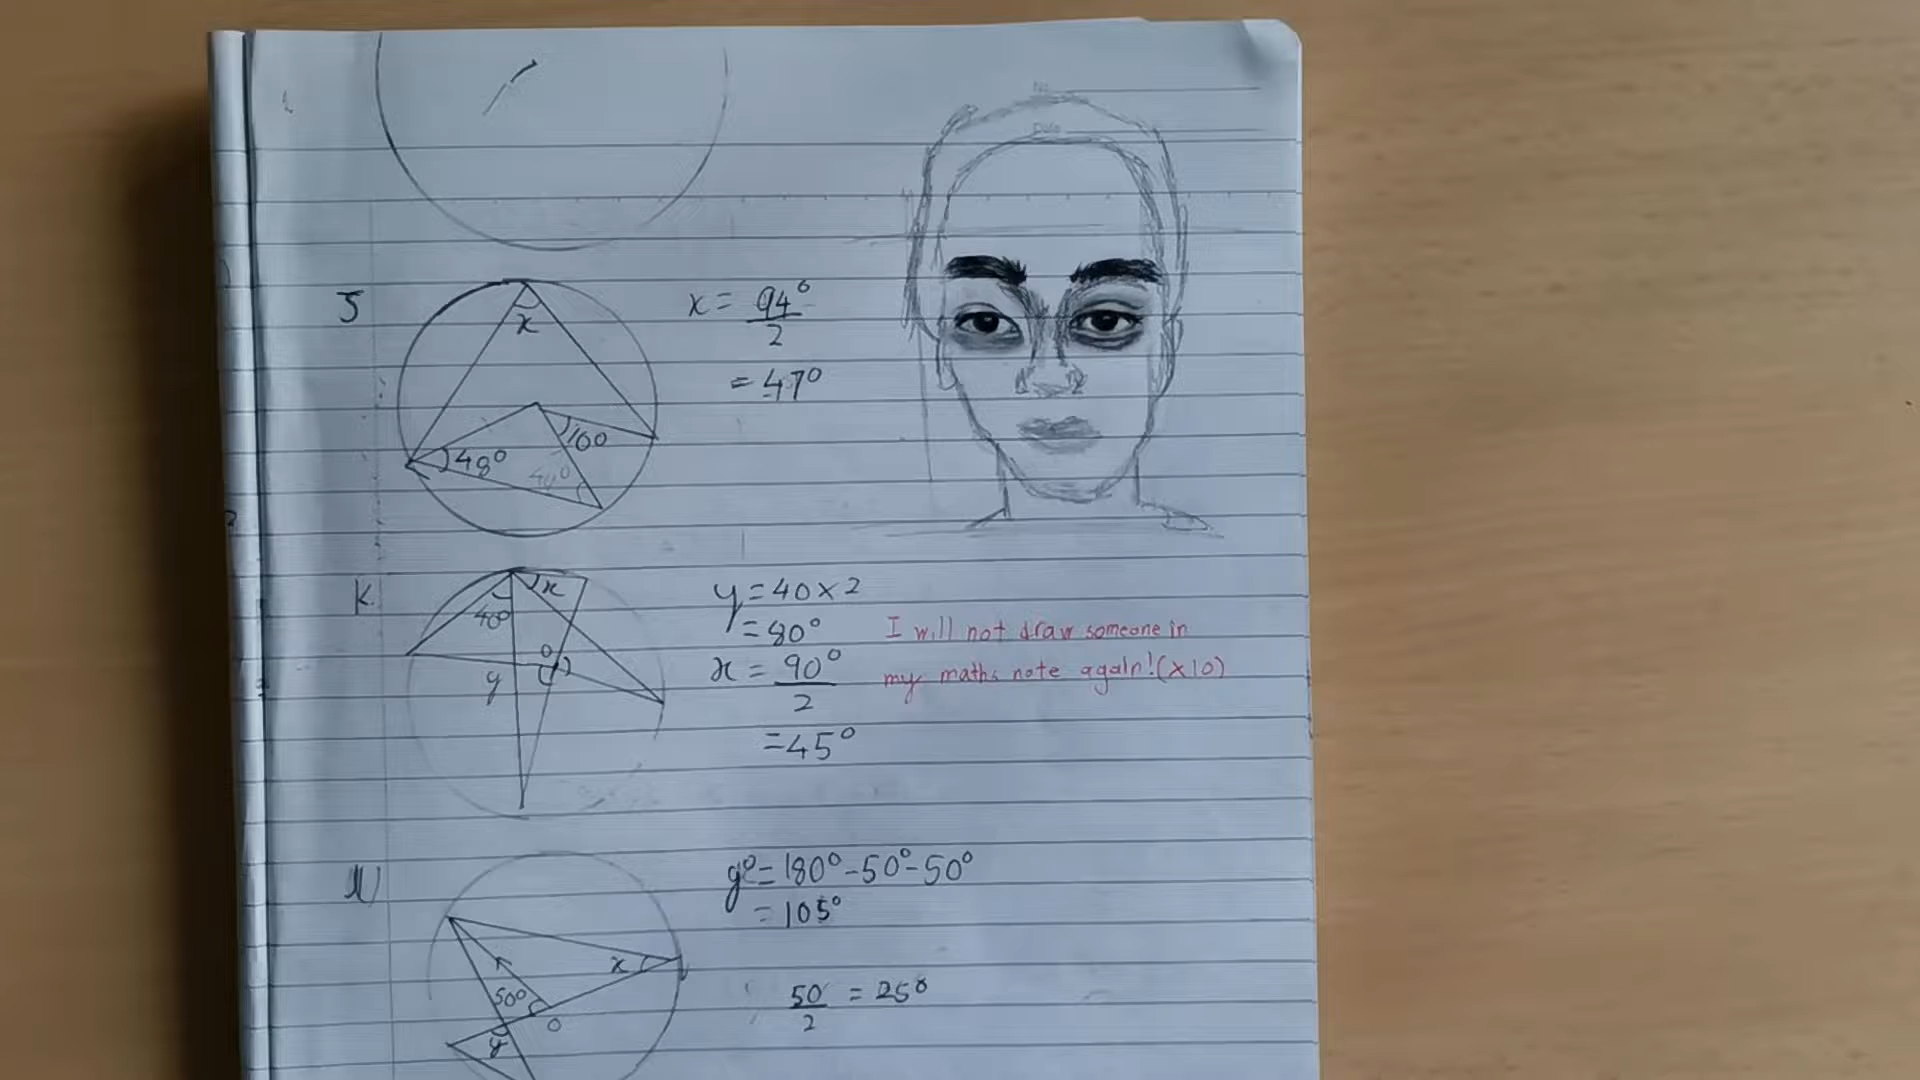 J
x = 94°
2
= 47°
x
100
48°
K
y = 40 x 2
= 80°
x = 90°
2
= 45°
I will not draw someone in
my maths note again! (x10)
x
40°
o
y
N
y° = 180° - 50° - 50°
= 105°
50 = 25°
2
x
50°
o
y